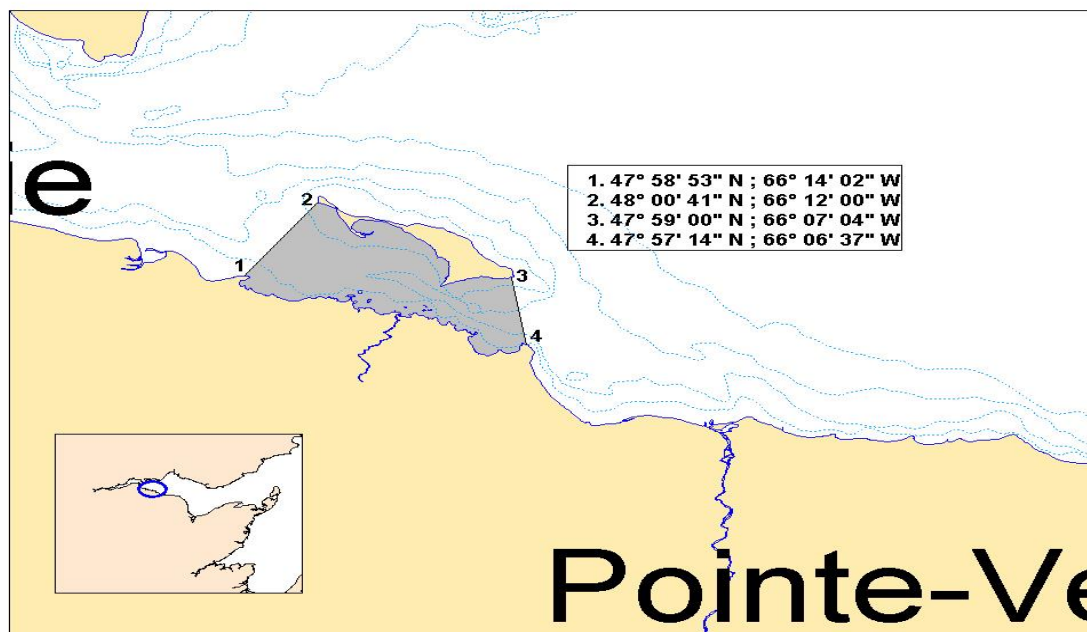 le
2
1
3
4
1. 47° 58' 53" N ; 66° 14' 02" W
2. 48° 00' 41" N ; 66° 12' 00" W
3. 47° 59' 00" N ; 66° 07' 04" W
4. 47° 57' 14" N ; 66° 06' 37" W
Pointe-Ve